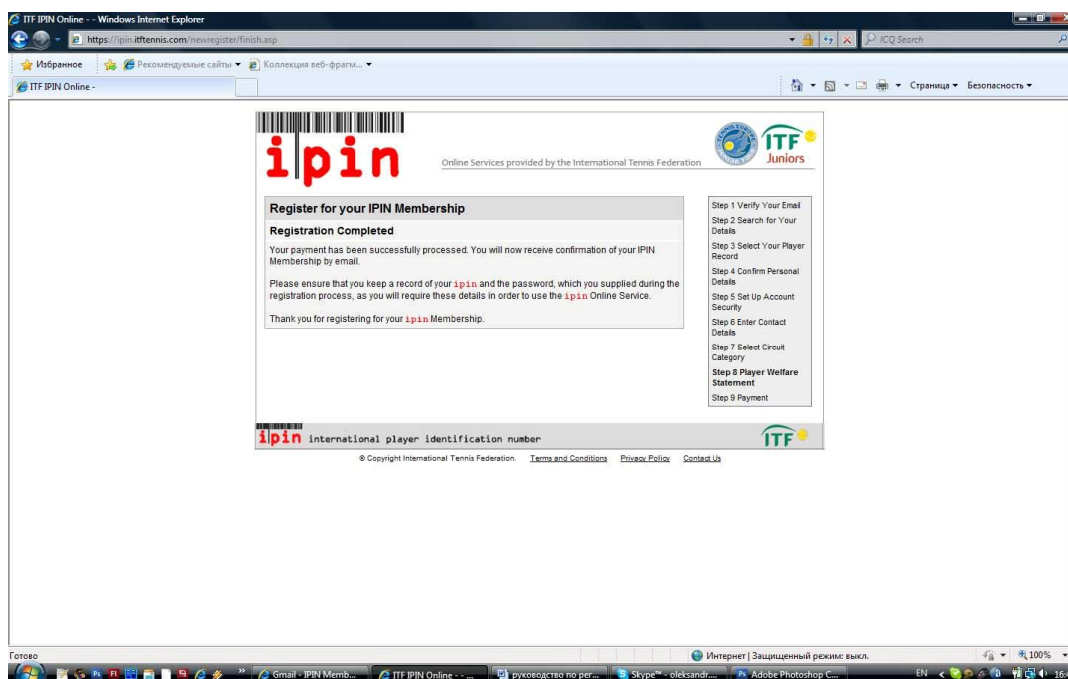 ITF IPIN Online - - Windows Internet Explorer
https://ipin.itftennis.com/newregister/finish.asp
ICQ Search
Избранное Рекомендуемые сайты Коллекция веб-фрагм...
ITF IPIN Online -
Страница Безопасность
ipin
Online Services provided by the International Tennis Federation
TENNIS EUROPE
ITF
Juniors
Register for your IPIN Membership
Registration Completed
Your payment has been successfully processed. You will now receive confirmation of your IPIN
Membership by email.
Please ensure that you keep a record of your ipin and the password, which you supplied during the
registration process, as you will require these details in order to use the ipin Online Service.
Thank you for registering for your ipin Membership.
Step 1 Verify Your Email
Step 2 Search for Your
Details
Step 3 Select Your Player
Record
Step 4 Confirm Personal
Details
Step 5 Set Up Account
Security
Step 6 Enter Contact
Details
Step 7 Select Circuit
Category
Step 8 Player Welfare
Statement
Step 9 Payment
ipin international player identification number
ITF
© Copyright International Tennis Federation. Terms and Conditions Privacy Policy Contact Us
Готово
Интернет | Защищенный режим: выкл.
100%
Gmail - IPIN Memb... ITF IPIN Online - - ... руководство по рег... Skype™ - oleksandr.... Adobe Photoshop C... EN